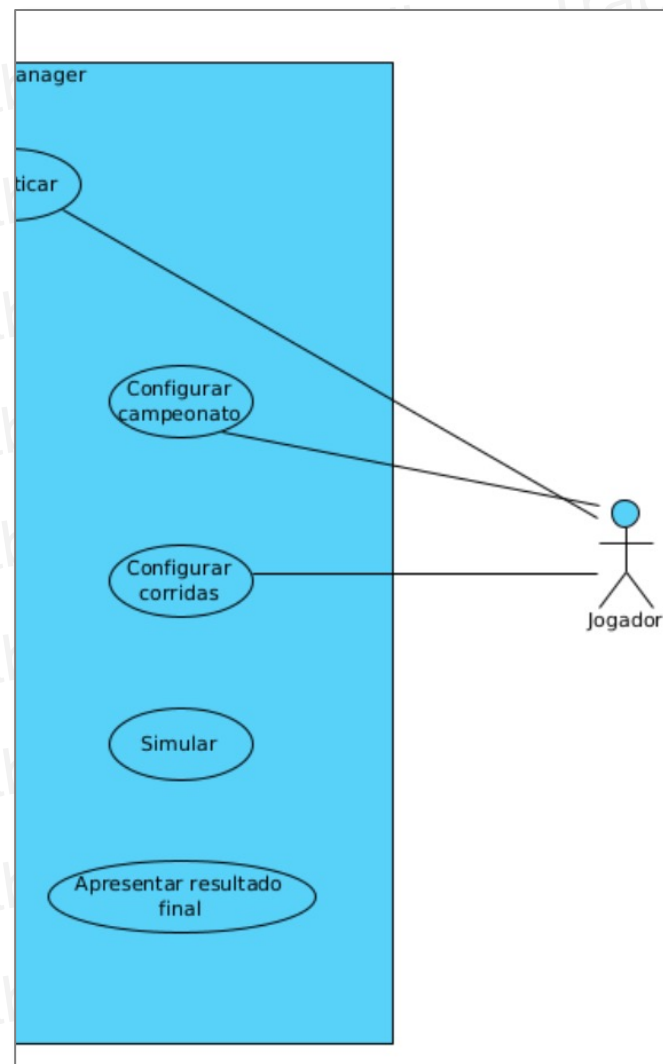 anager
ticar
Configurar
campeonato
Configurar
corridas
Jogador
Simular
Apresentar resultado
final